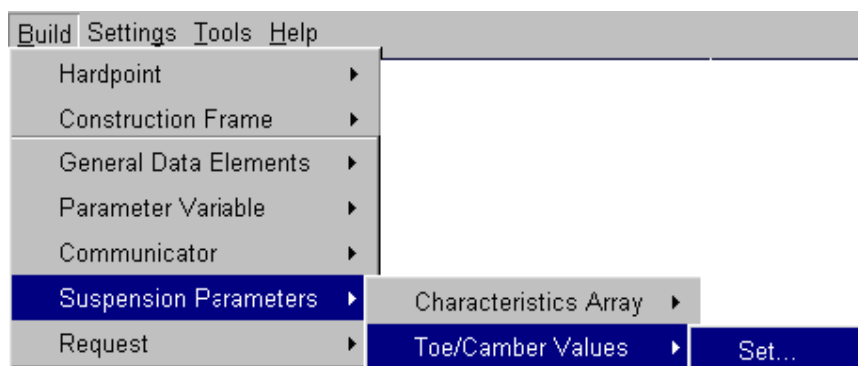 Build Settings Tools Help
Hardpoint
Construction Frame
General Data Elements
Parameter Variable
Communicator
Suspension Parameters
Characteristics Array
Request
Toe/Camber Values
Set...